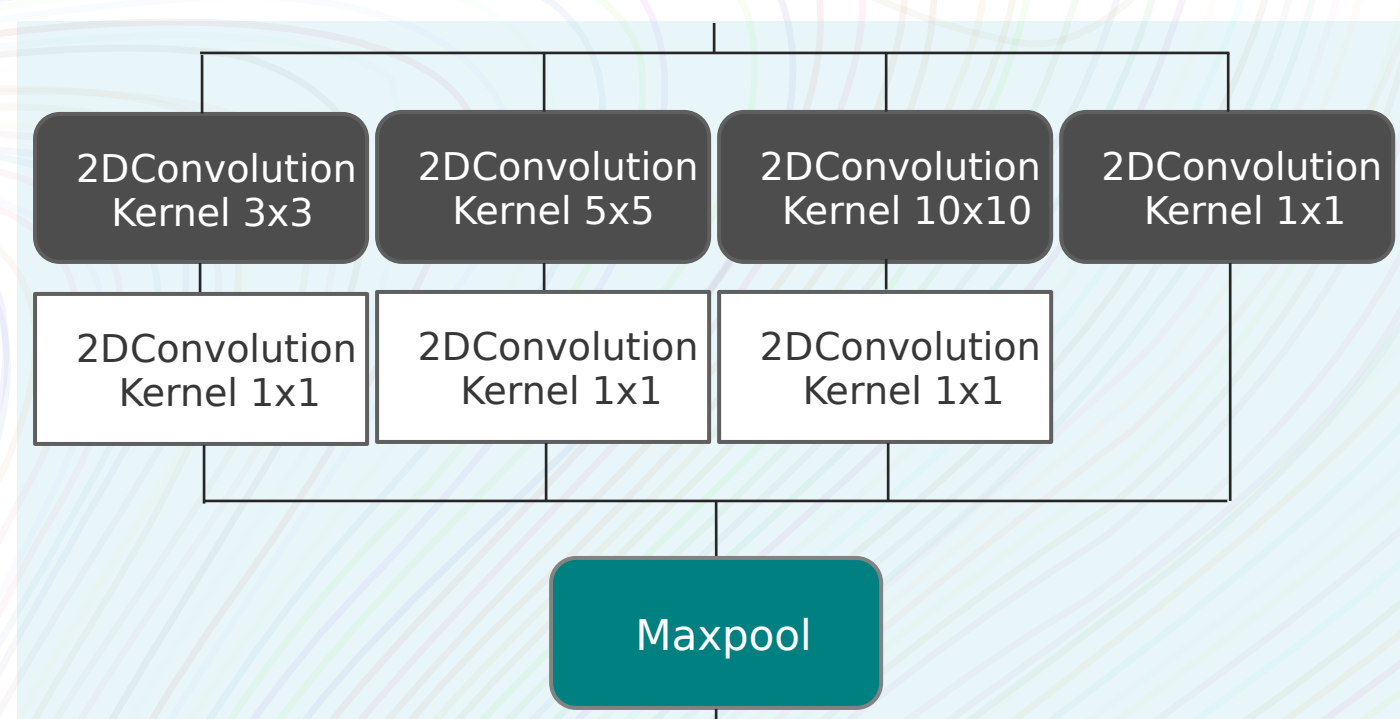 2DConvolution
Kernel 3x3
2DConvolution
Kernel 5x5
2DConvolution
Kernel 10x10
2DConvolution
Kernel 1x1
2DConvolution
Kernel 1x1
2DConvolution
Kernel 1x1
2DConvolution
Kernel 1x1
Maxpool